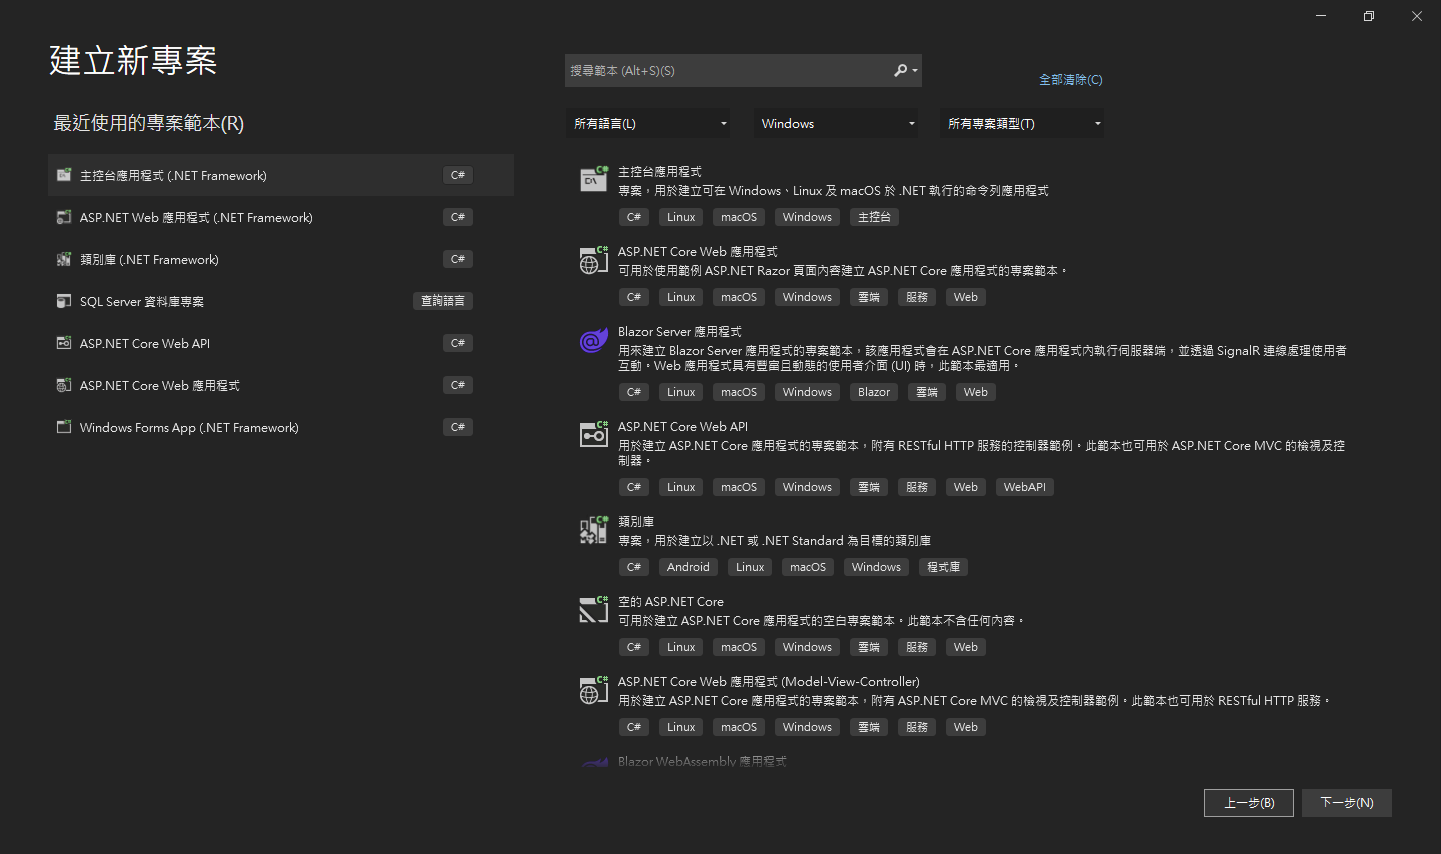 建立新專案
最近使用的專案範本(R)
主控台應用程式 (.NET Framework)
C#
ASP.NET Web 應用程式 (.NET Framework)
C#
類別庫 (.NET Framework)
C#
SQL Server 資料庫專案
查詢語言
ASP.NET Core Web API
C#
ASP.NET Core Web 應用程式
C#
Windows Forms App (.NET Framework)
C#
搜尋範本 (Alt+S)(S)
全部清除(C)
所有語言(L)
Windows
所有專案類型(T)
主控台應用程式
專案，用於建立可在 Windows、Linux 及 macOS 於 .NET 執行的命令列應用程式
C# Linux macOS Windows 主控台
ASP.NET Core Web 應用程式
可用於使用範例 ASP.NET Razor 頁面內容建立 ASP.NET Core 應用程式的專案範本。
C# Linux macOS Windows 雲端 服務 Web
Blazor Server 應用程式
用來建立 Blazor Server 應用程式的專案範本，該應用程式會在 ASP.NET Core 應用程式內執行伺服器端，並透過 SignalR 連線處理使用者
互動。Web 應用程式具有豐富且動態的使用者介面 (UI) 時，此範本最適用。
C# Linux macOS Windows Blazor 雲端 Web
ASP.NET Core Web API
用於建立 ASP.NET Core 應用程式的專案範本，附有 RESTful HTTP 服務的控制器範例。此範本也可用於 ASP.NET Core MVC 的檢視及控
制器。
C# Linux macOS Windows 雲端 服務 Web WebAPI
類別庫
專案，用於建立以 .NET 或 .NET Standard 為目標的類別庫
C# Android Linux macOS Windows 程式庫
空的 ASP.NET Core
可用於建立 ASP.NET Core 應用程式的空白專案範本。此範本不含任何內容。
C# Linux macOS Windows 雲端 服務 Web
ASP.NET Core Web 應用程式 (Model-View-Controller)
用於建立 ASP.NET Core 應用程式的專案範本，附有 ASP.NET Core MVC 的檢視及控制器範例。此範本也可用於 RESTful HTTP 服務。
C# Linux macOS Windows 雲端 服務 Web
Blazor WebAssembly 應用程式
上一步(B)
下一步(N)